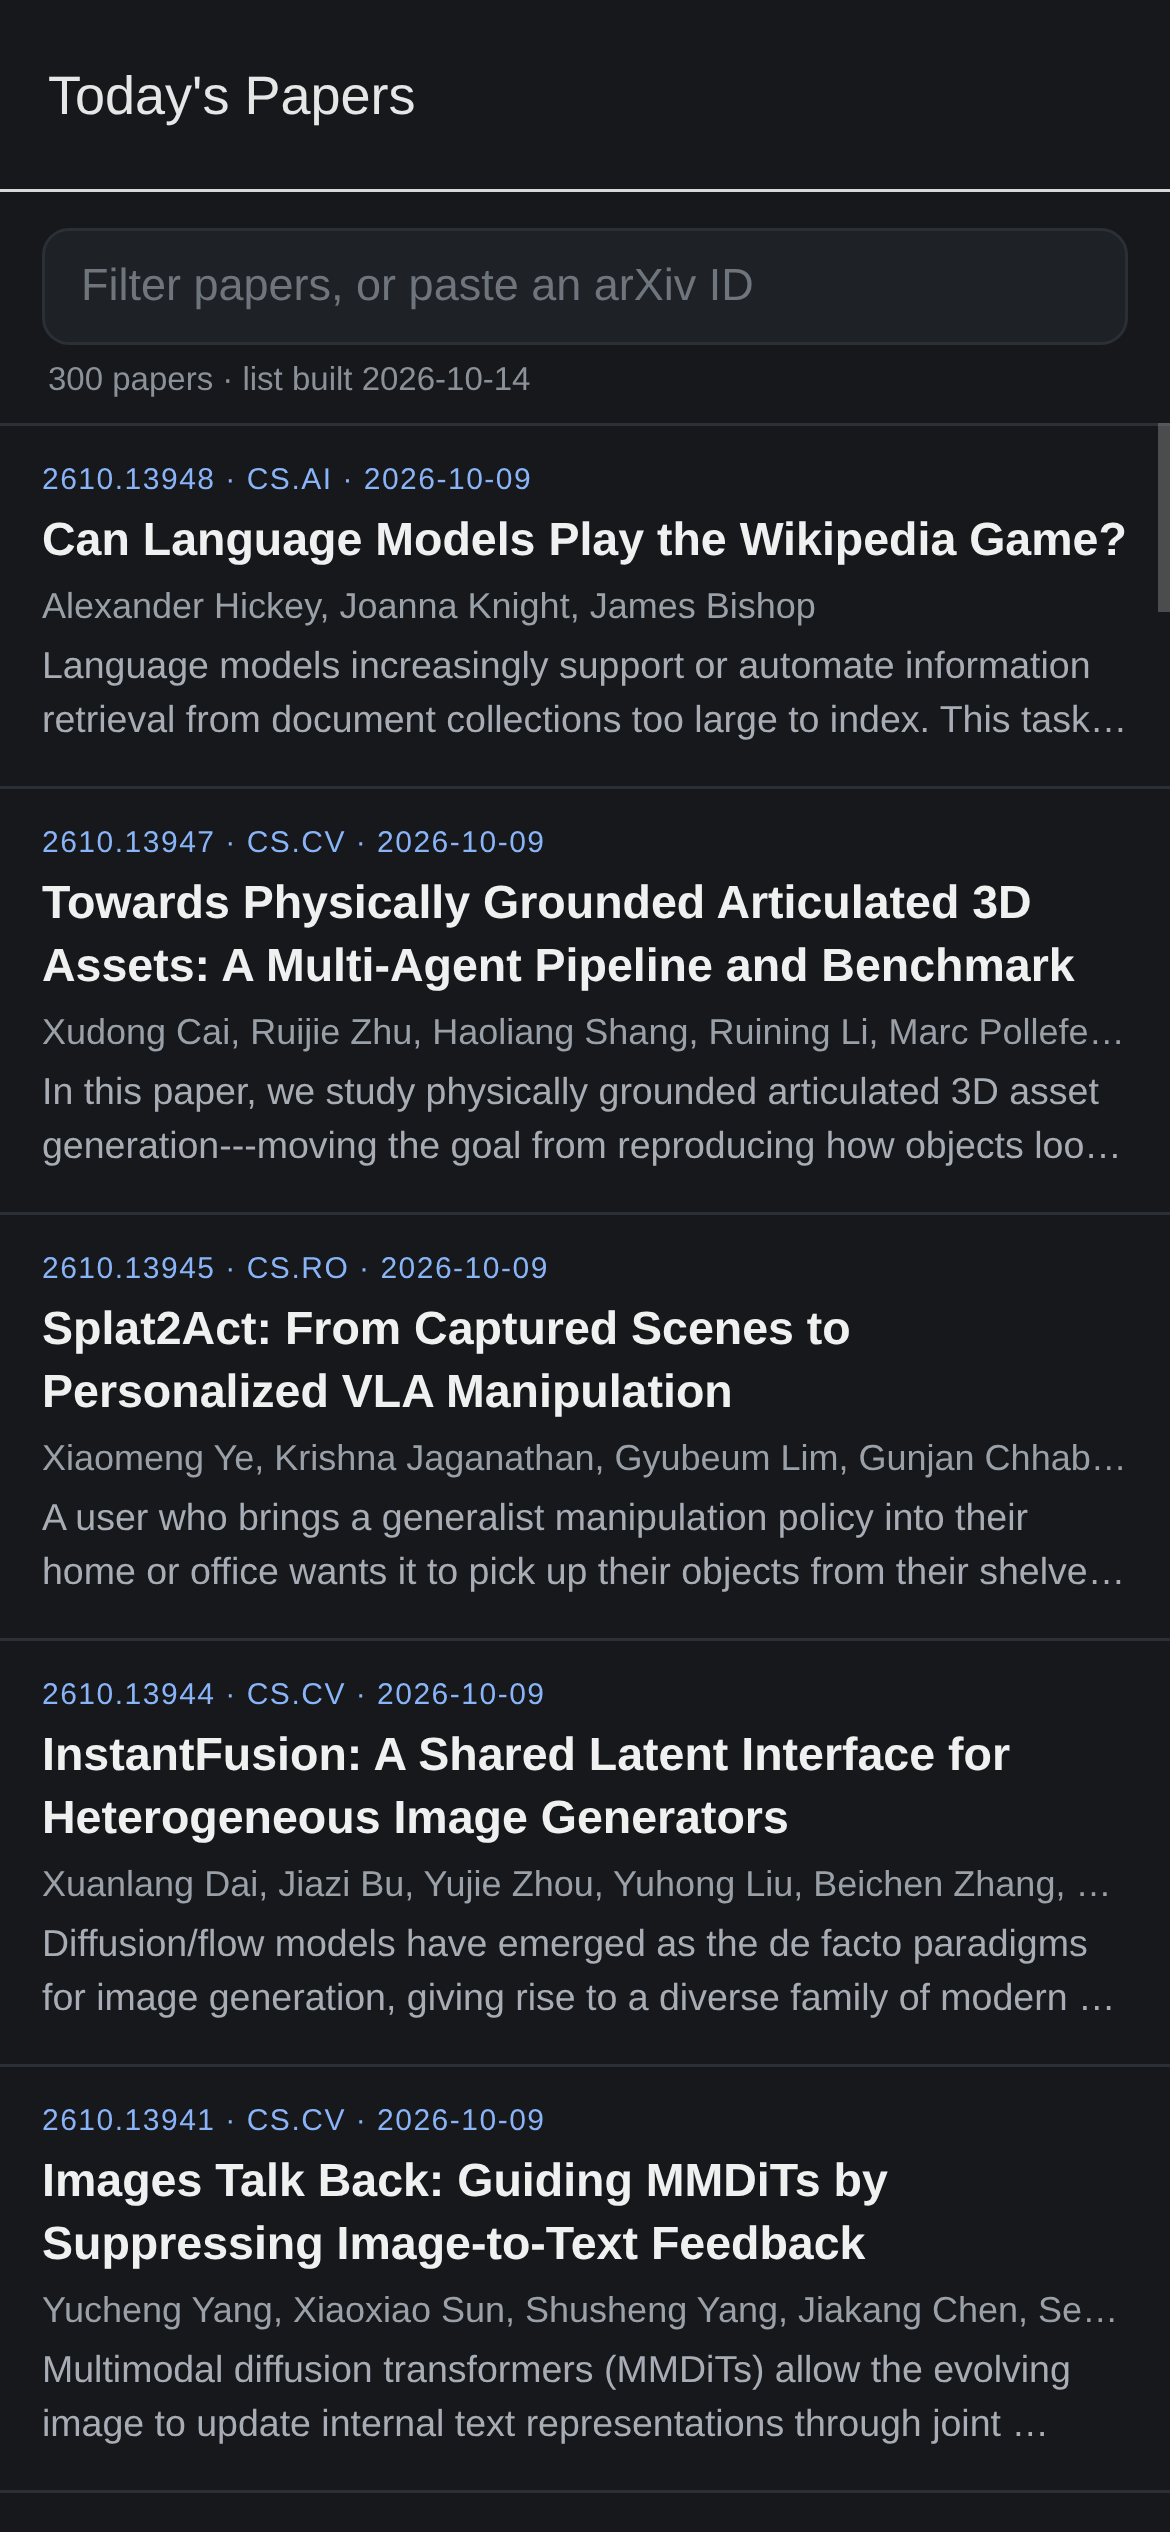 Today's Papers
Filter papers, or paste an arXiv ID
300 papers · list built 2026-10-14
2610.13948 · CS.AI · 2026-10-09
Can Language Models Play the Wikipedia Game?
Alexander Hickey, Joanna Knight, James Bishop
Language models increasingly support or automate information
retrieval from document collections too large to index. This task…
2610.13947 · CS.CV · 2026-10-09
Towards Physically Grounded Articulated 3D
Assets: A Multi-Agent Pipeline and Benchmark
Xudong Cai, Ruijie Zhu, Haoliang Shang, Ruining Li, Marc Pollefe…
In this paper, we study physically grounded articulated 3D asset
generation---moving the goal from reproducing how objects loo…
2610.13945 · CS.RO · 2026-10-09
Splat2Act: From Captured Scenes to
Personalized VLA Manipulation
Xiaomeng Ye, Krishna Jaganathan, Gyubeum Lim, Gunjan Chhab…
A user who brings a generalist manipulation policy into their
home or office wants it to pick up their objects from their shelve…
2610.13944 · CS.CV · 2026-10-09
InstantFusion: A Shared Latent Interface for
Heterogeneous Image Generators
Xuanlang Dai, Jiazi Bu, Yujie Zhou, Yuhong Liu, Beichen Zhang, …
Diffusion/flow models have emerged as the de facto paradigms
for image generation, giving rise to a diverse family of modern …
2610.13941 · CS.CV · 2026-10-09
Images Talk Back: Guiding MMDiTs by
Suppressing Image-to-Text Feedback
Yucheng Yang, Xiaoxiao Sun, Shusheng Yang, Jiakang Chen, Se…
Multimodal diffusion transformers (MMDiTs) allow the evolving
image to update internal text representations through joint …